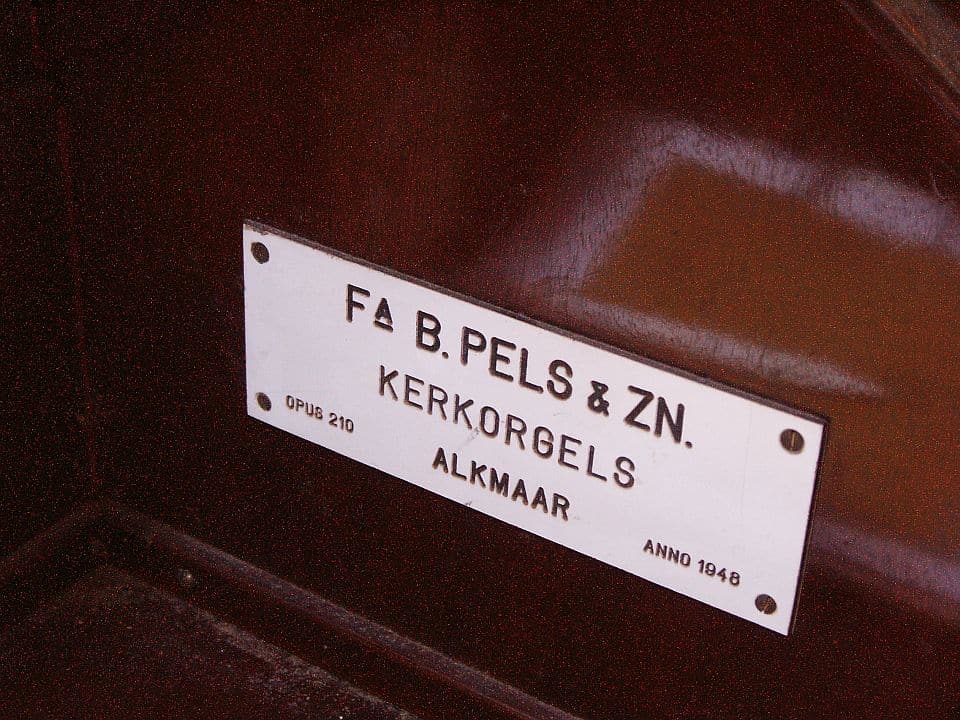 FA B. PELS & ZN.
KERKORGELS
ALKMAAR
OPUS 210
ANNO 1948